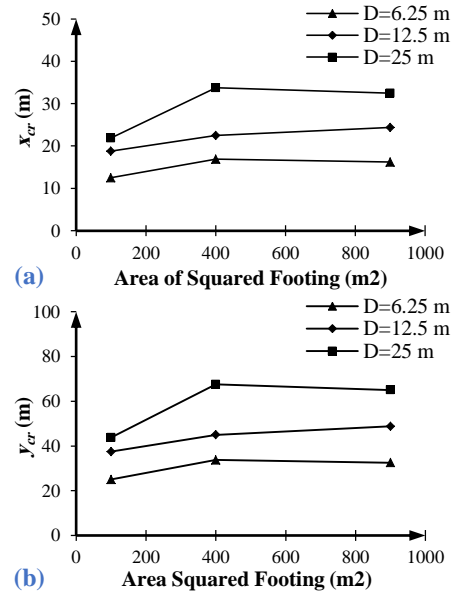 50
40
30
20
10
0
x_cr (m)
D=6.25 m
D=12.5 m
D=25 m
0 200 400 600 800 1000
(a) Area of Squared Footing (m2)
100
80
60
40
20
0
y_cr (m)
D=6.25 m
D=12.5 m
D=25 m
0 200 400 600 800 1000
(b) Area Squared Footing (m2)